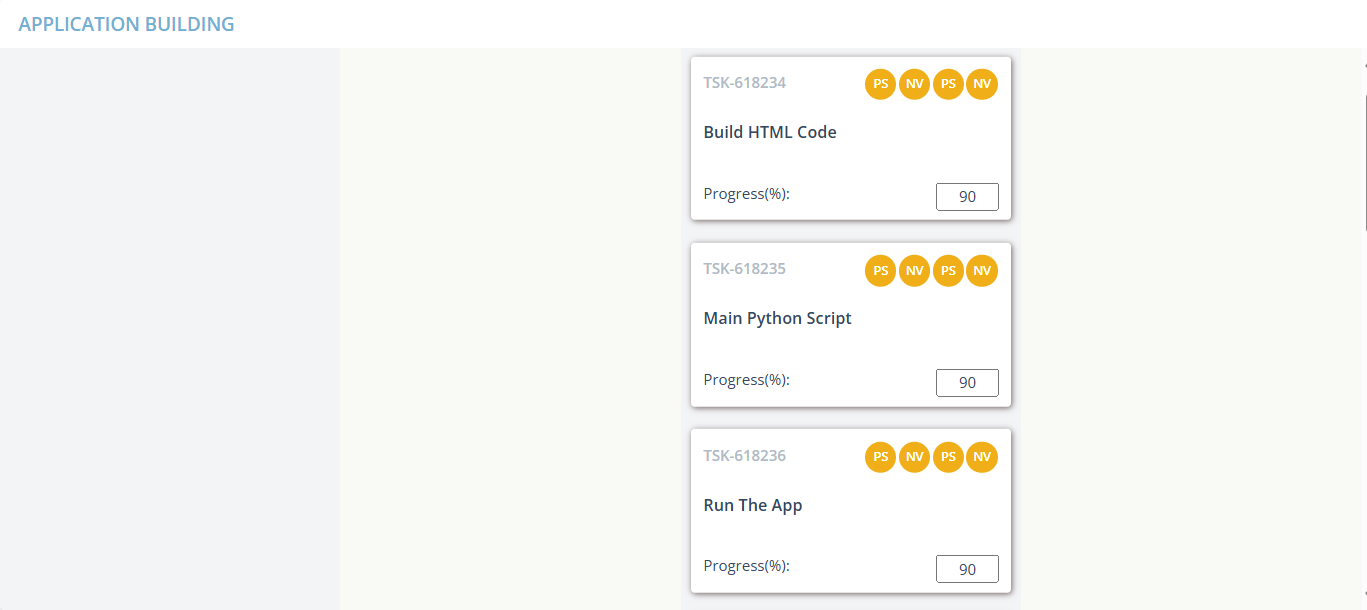 APPLICATION BUILDING
TSK-618234 PS NV PS NV
Build HTML Code
Progress(%): 90
TSK-618235 PS NV PS NV
Main Python Script
Progress(%): 90
TSK-618236 PS NV PS NV
Run The App
Progress(%): 90